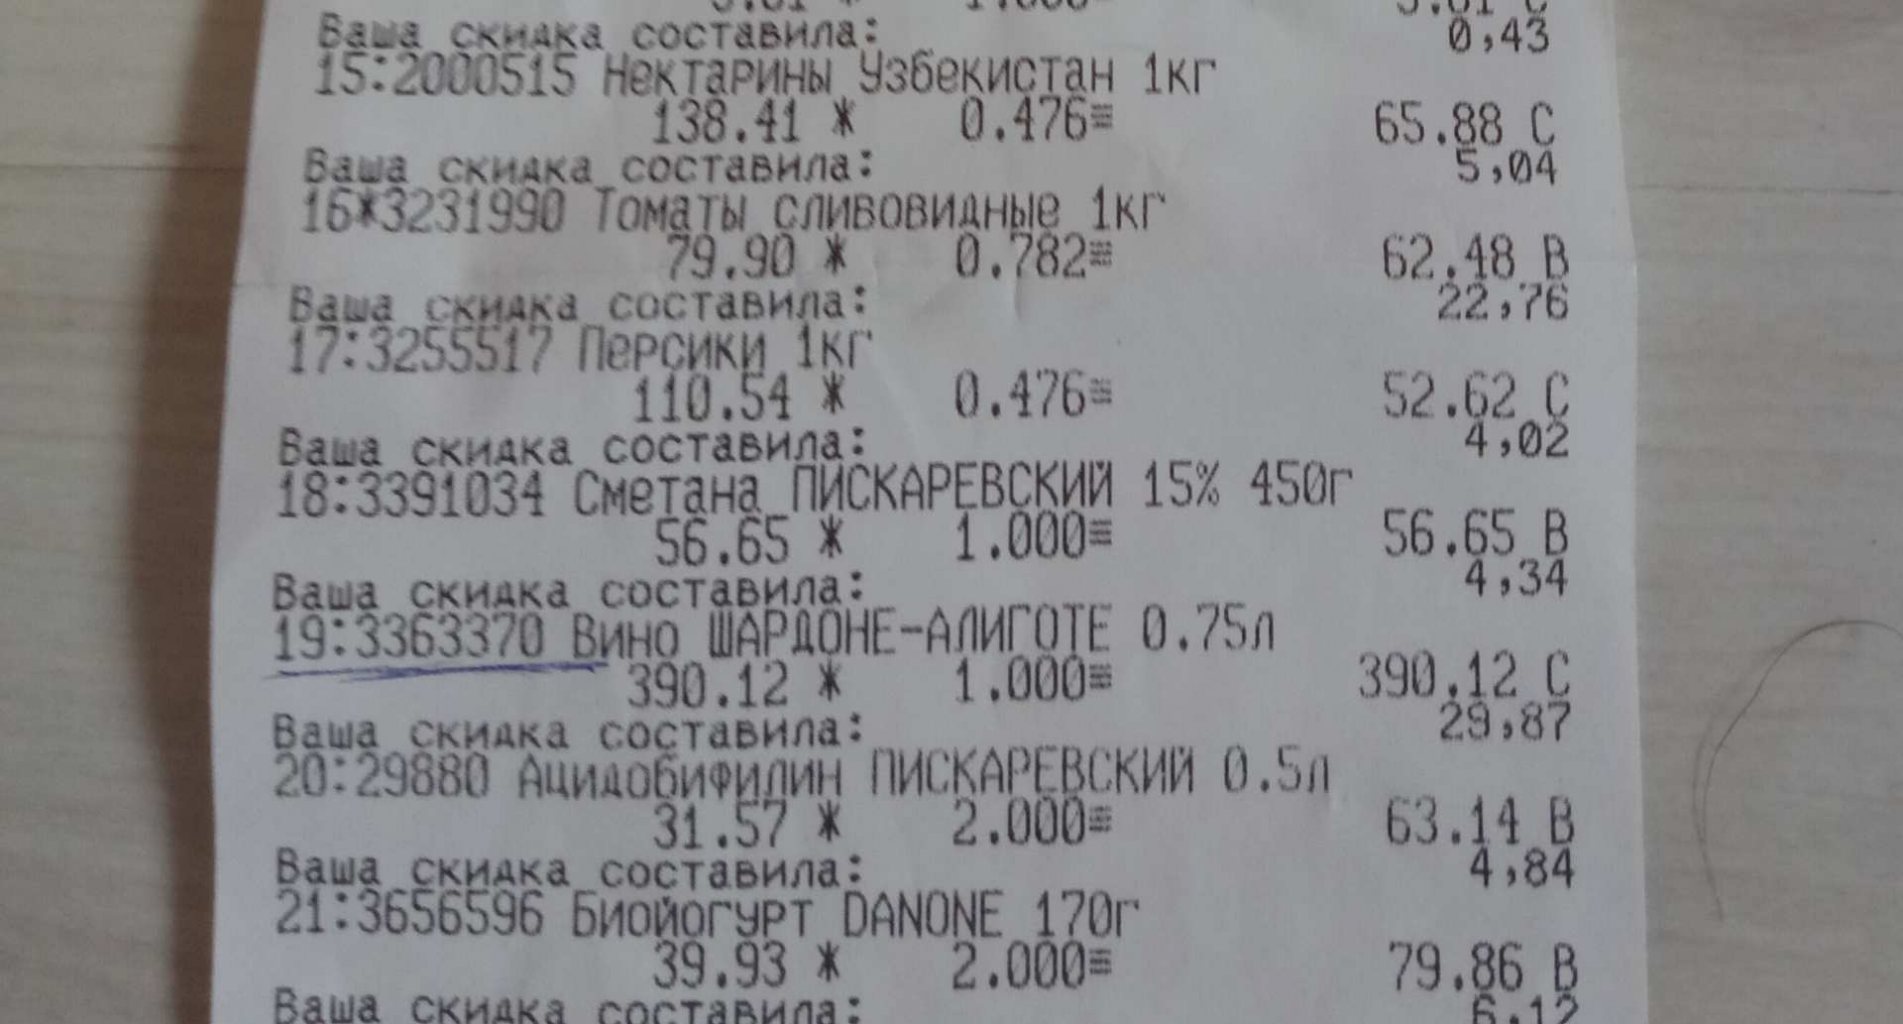 Ваша скидка составила: 0,43
15:2000515 Нектарины Узбекистан 1кг
138.41 * 0.476≡ 65.88 С
Ваша скидка составила: 5,04
16*3231990 Томаты сливовидные 1кг
79.90 * 0.782≡ 62.48 В
Ваша скидка составила: 22,76
17:3255517 Персики 1кг
110.54 * 0.476≡ 52.62 С
Ваша скидка составила: 4,02
18:3391034 Сметана ПИСКАРЕВСКИЙ 15% 450г
56.65 * 1.000≡ 56.65 В
Ваша скидка составила: 4,34
19:3363370 Вино ШАРДОНЕ-АЛИГОТЕ 0.75л
390.12 * 1.000≡ 390.12 С
Ваша скидка составила: 29,87
20:29880 Ацидобифилин ПИСКАРЕВСКИЙ 0.5л
31.57 * 2.000≡ 63.14 В
Ваша скидка составила: 4,84
21:3656596 Биойогурт DANONE 170г
39.93 * 2.000≡ 79.86 В
Ваша скидка составила: 6,12